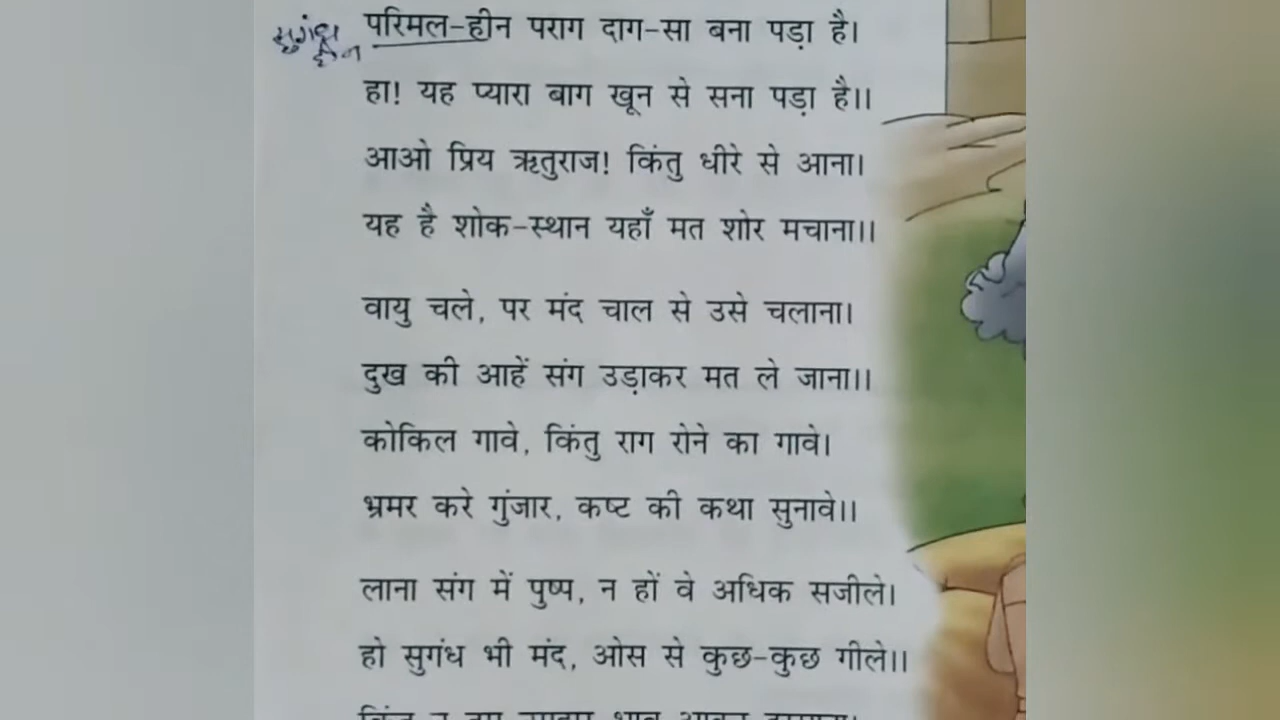 सुगंध हीन
परिमल-हीन पराग दाग-सा बना पड़ा है।
हा! यह प्यारा बाग खून से सना पड़ा है।।
आओ प्रिय ऋतुराज! किंतु धीरे से आना।
यह है शोक-स्थान यहाँ मत शोर मचाना।।
वायु चले, पर मंद चाल से उसे चलाना।
दुख की आहें संग उड़ाकर मत ले जाना।।
कोकिल गावे, किंतु राग रोने का गावे।
भ्रमर करे गुंजार, कष्ट की कथा सुनावे।।
लाना संग में पुष्प, न हों वे अधिक सजीले।
हो सुगंध भी मंद, ओस से कुछ-कुछ गीले।।